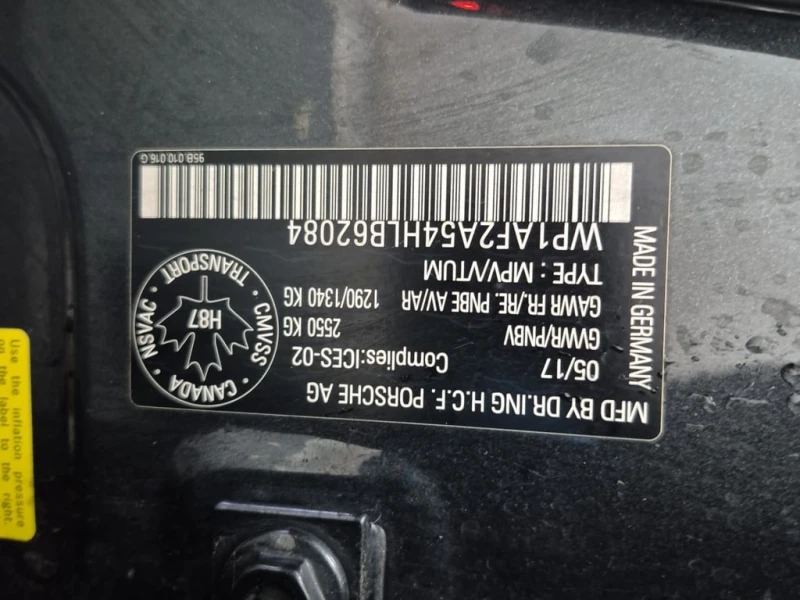 MFD BY DR.ING H.C.F. PORSCHE AG
05/17 Complies:ICES-02
GWR/PNBV 2550 KG
GAWR FR./RE. PNBE AV/AR 1290/1340 KG
TYPE : MPV/VTUM
WP1AF2A54HLB62084
MADE IN GERMANY
CANADA • CMVSS • TRANSPORT • NSVAC
H87
95B.010.016.G
Use the inflation pressure
on the
the label to the right.